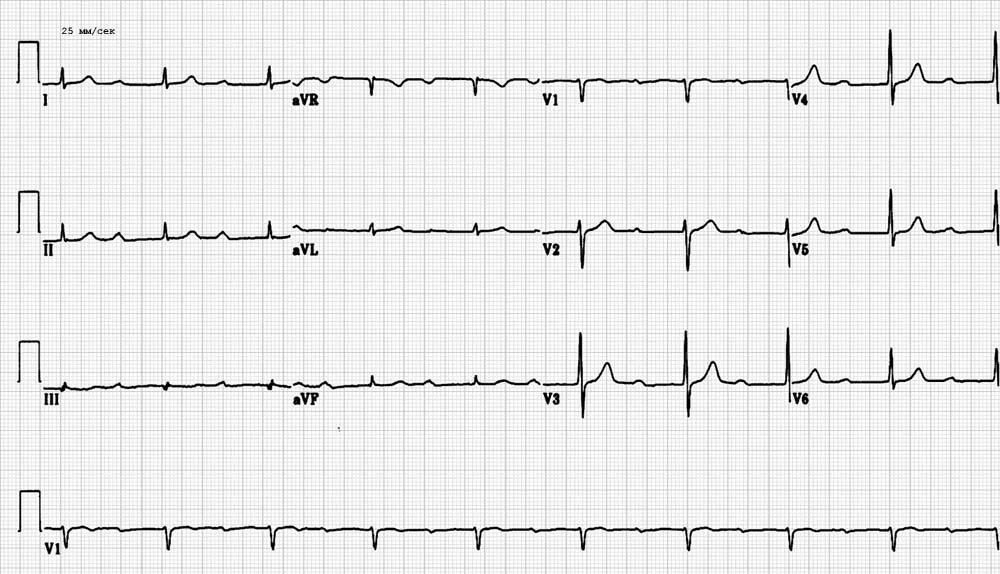 25 мм/сек
I aVR V1 V4
II aVL V2 V5
III aVF V3 V6
V1